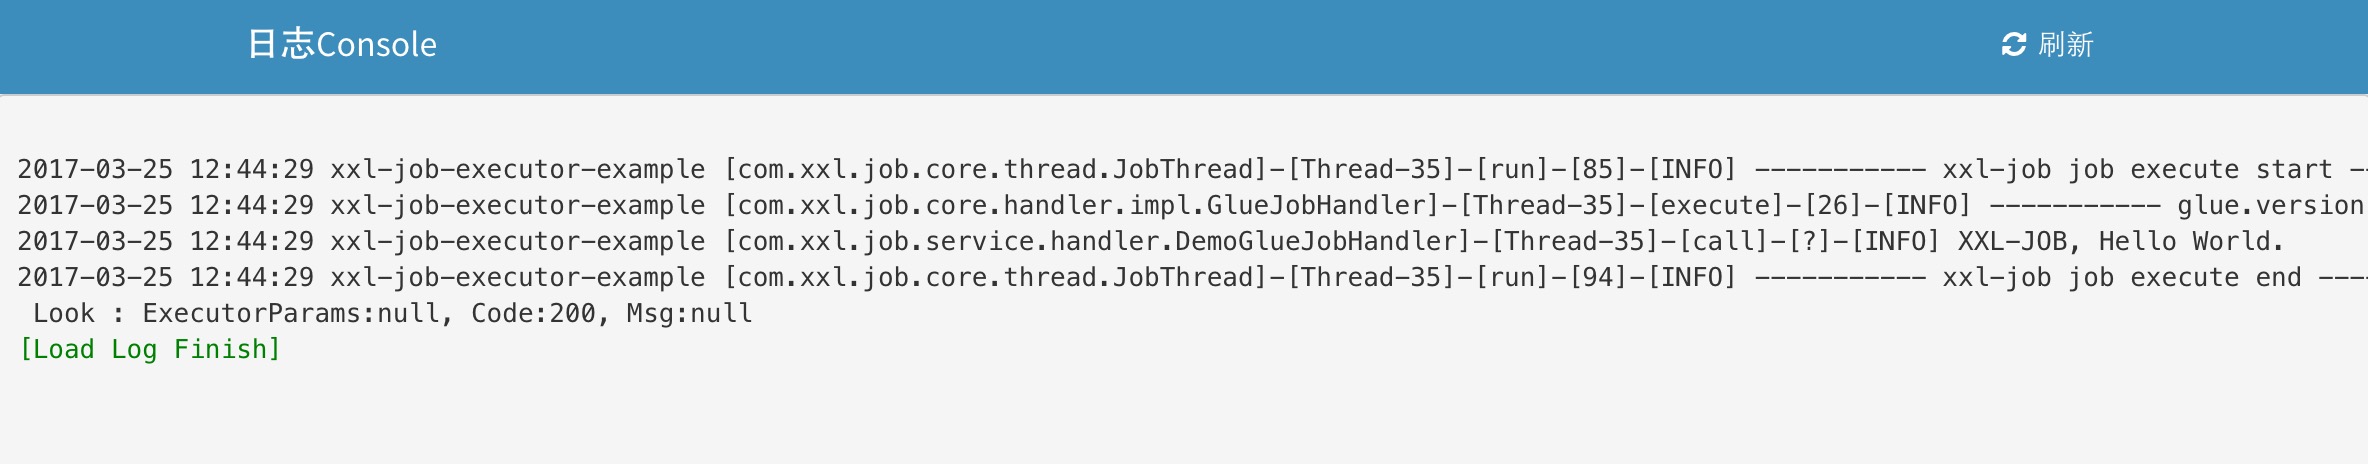 日志Console
刷新
2017-03-25 12:44:29 xxl-job-executor-example [com.xxl.job.core.thread.JobThread]-[Thread-35]-[run]-[85]-[INFO] ----------- xxl-job job execute start --
2017-03-25 12:44:29 xxl-job-executor-example [com.xxl.job.core.handler.impl.GlueJobHandler]-[Thread-35]-[execute]-[26]-[INFO] ----------- glue.version
2017-03-25 12:44:29 xxl-job-executor-example [com.xxl.job.service.handler.DemoGlueJobHandler]-[Thread-35]-[call]-[?]-[INFO] XXL-JOB, Hello World.
2017-03-25 12:44:29 xxl-job-executor-example [com.xxl.job.core.thread.JobThread]-[Thread-35]-[run]-[94]-[INFO] ----------- xxl-job job execute end ----
Look : ExecutorParams:null, Code:200, Msg:null
[Load Log Finish]